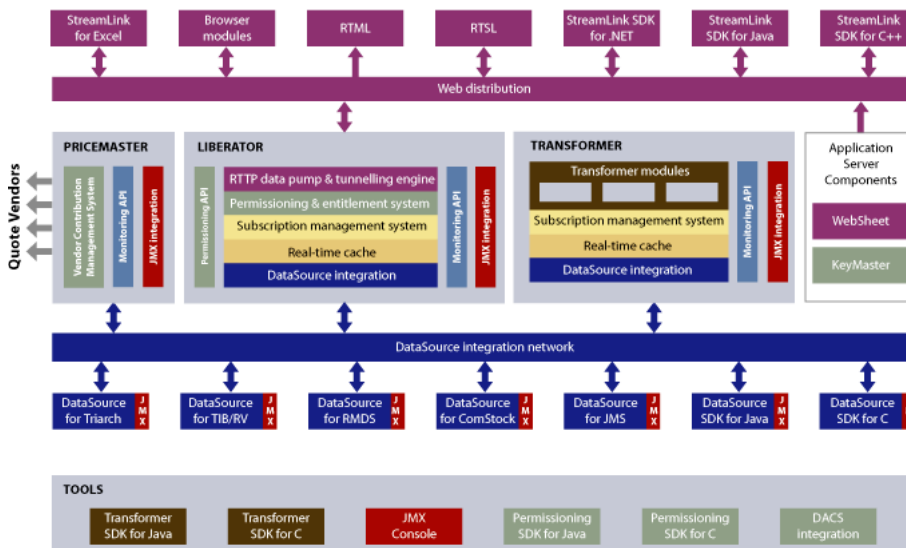 StreamLink
for Excel
Browser
modules
RTML
RTSL
StreamLink SDK
for .NET
StreamLink
SDK for Java
StreamLink
SDK for C++
Web distribution
Quote Vendors
PRICEMASTER
Vendor Contribution
Management System
Monitoring API
JMX integration
LIBERATOR
Permissioning API
RTTP data pump & tunnelling engine
Permissioning & entitlement system
Subscription management system
Real-time cache
DataSource integration
Monitoring API
JMX integration
TRANSFORMER
Transformer modules
Subscription management system
Real-time cache
DataSource integration
Monitoring API
JMX integration
Application
Server
Components
WebSheet
KeyMaster
DataSource integration network
DataSource
for Triarch
JMX
DataSource
for TIB/RV
JMX
DataSource
for RMDS
JMX
DataSource
for ComStock
JMX
DataSource
for JMS
JMX
DataSource
SDK for Java
JMX
DataSource
SDK for C
JMX
TOOLS
Transformer
SDK for Java
Transformer
SDK for C
JMX
Console
Permissioning
SDK for Java
Permissioning
SDK for C
DACS
integration